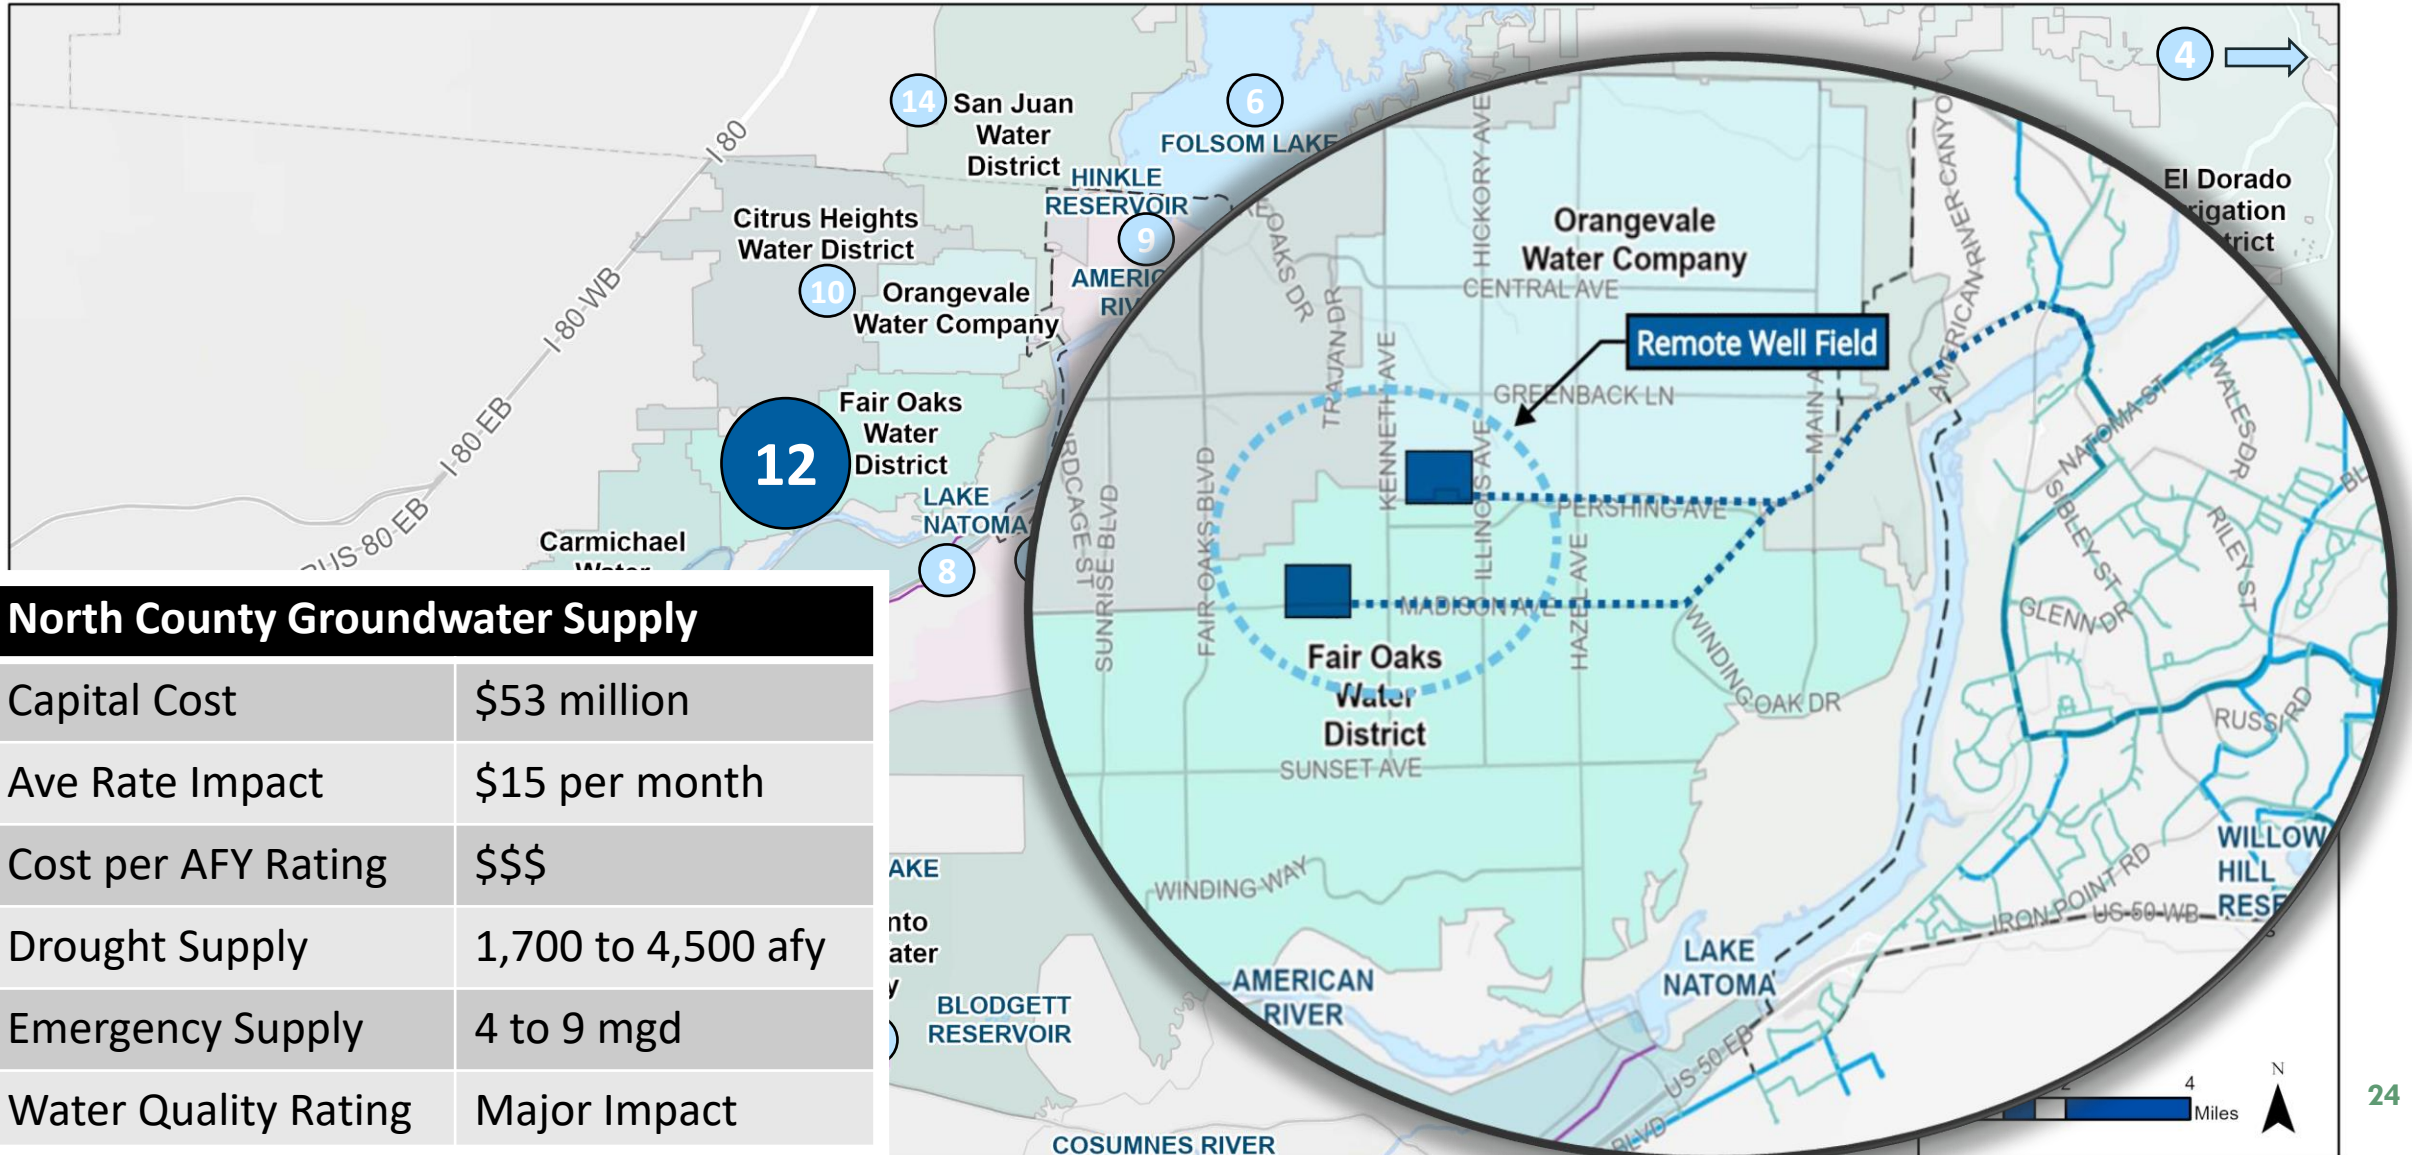 14
San Juan
Water
District
6
FOLSOM LAKE
4
I 80
HINKLE
RESERVOIR
9
Citrus Heights
Water District
10
Orangevale
Water Company
I-80-WB
I-80-EB
12
Fair Oaks
Water
District
LAKE
NATOMA
8
Carmichael
El Dorado
HICKORY AVE
OAKS DR
TRAJAN DR
Orangevale
Water Company
CENTRAL AVE
AMERICAN-RIVER-CANYO
Remote Well Field
KENNETH AVE
GREENBACK LN
MAIN A
ILLINOIS AVE
PERSHING AVE
SUNRISE BLVD
FAIR-OAKS BLVD
MADISON AVE
HAZEL AVE
Fair Oaks
Water
District
WINDING OAK DR
SUNSET AVE
WINDING-WAY
NATOMA ST
WALES DR
SIBLEY ST
RILEY ST
GLENN-DR
RUSSI RD
WILLOW
HILL
IRON-POINT RD
US-50-WB
LAKE
NATOMA
AMERICAN
RIVER
US-50-EB
BLVD
North County Groundwater Supply
Capital Cost $53 million
Ave Rate Impact $15 per month
Cost per AFY Rating $$$
Drought Supply 1,700 to 4,500 afy
Emergency Supply 4 to 9 mgd
Water Quality Rating Major Impact
BLODGETT
RESERVOIR
COSUMNES RIVER
4
Miles
N
24